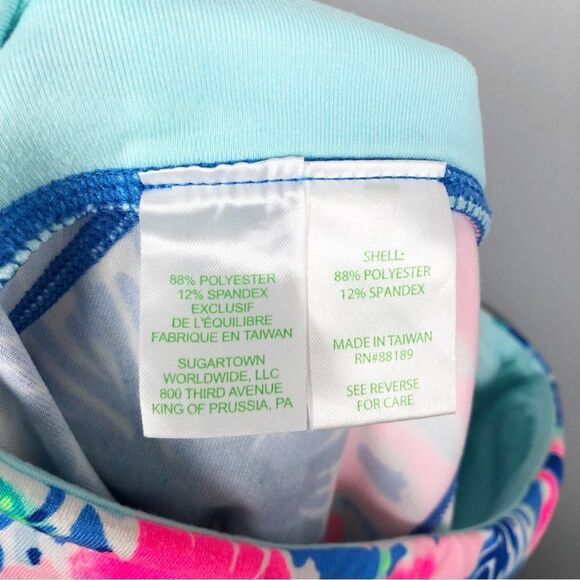 88% POLYESTER
12% SPANDEX
EXCLUSIF
DE L'ÉQUILIBRE
FABRIQUE EN TAIWAN
SUGARTOWN
WORLDWIDE, LLC
800 THIRD AVENUE
KING OF PRUSSIA, PA
SHELL:
88% POLYESTER
12% SPANDEX
MADE IN TAIWAN
RN#88189
SEE REVERSE
FOR CARE